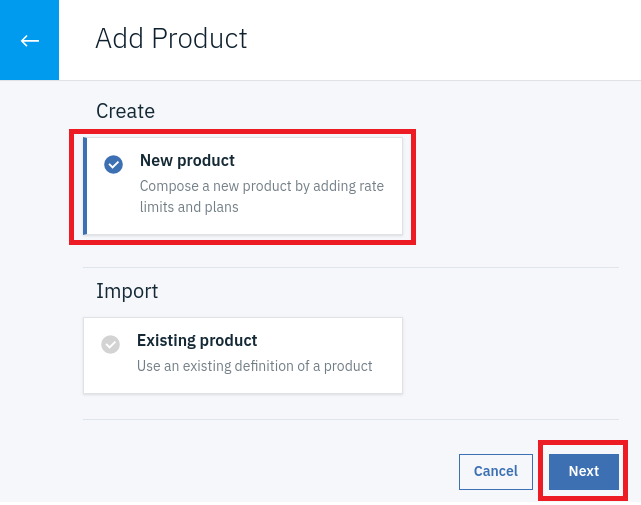 Add Product
Create
New product
Compose a new product by adding rate
limits and plans
Import
Existing product
Use an existing definition of a product
Cancel
Next